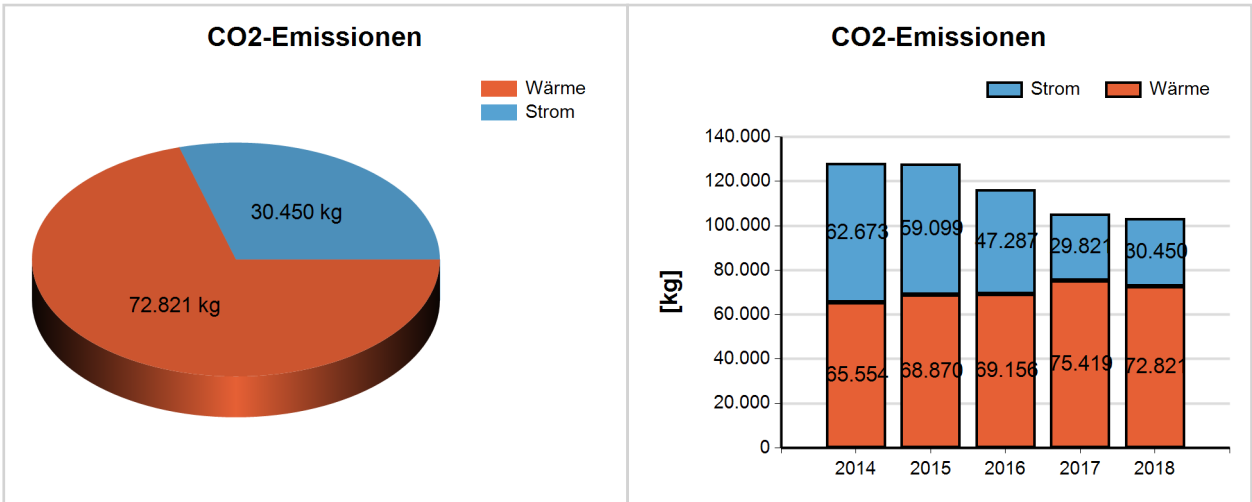 CO2-Emissionen
Wärme
Strom
30.450 kg
72.821 kg
CO2-Emissionen
Strom
Wärme
[kg]
140.000
120.000
100.000
80.000
60.000
40.000
20.000
0
62.673
59.099
47.287
29.821
30.450
65.554
68.870
69.156
75.419
72.821
2014
2015
2016
2017
2018